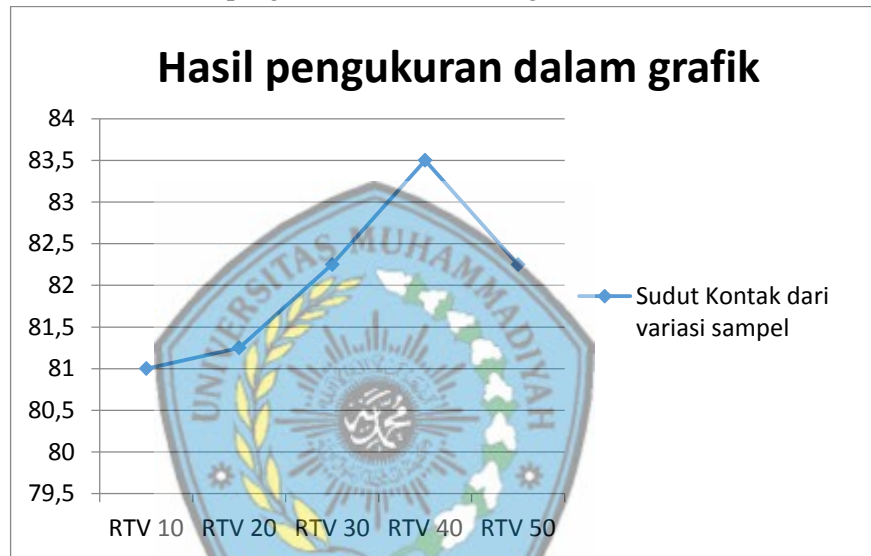 Hasil pengukuran dalam grafik
84
83,5
83
82,5
82
81,5
81
80,5
80
79,5
RTV 10 RTV 20 RTV 30 RTV 40 RTV 50
Sudut Kontak dari
variasi sampel
UNIVERSITAS MUHAMMADIYAH